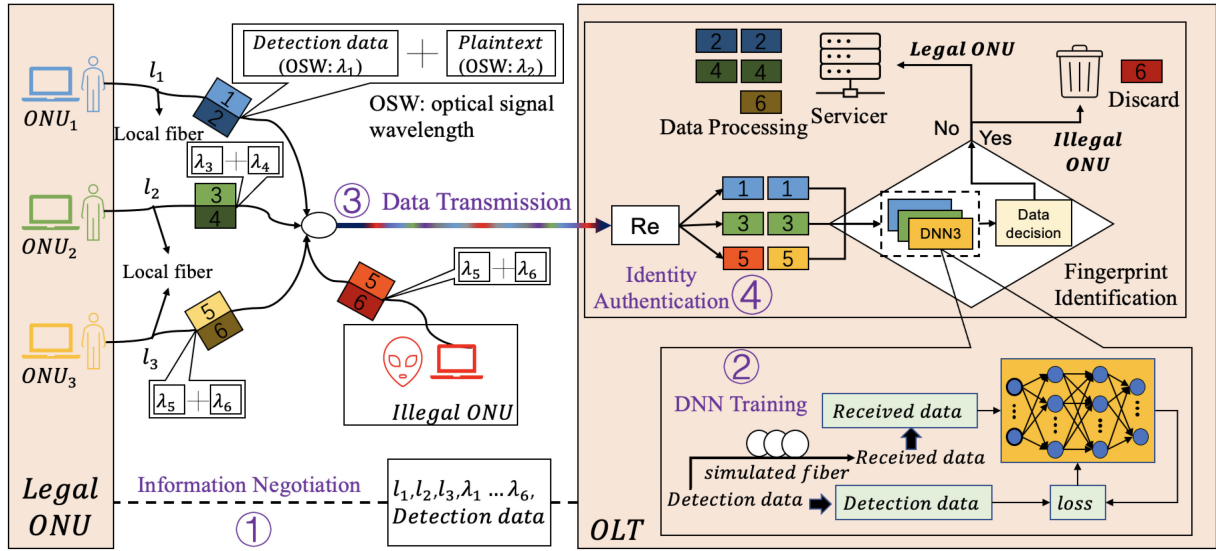 ONU₁
l₁
Local fiber
1
2
Detection data
(OSW: λ₁)
+
Plaintext
(OSW: λ₂)
OSW: optical signal
wavelength
ONU₂
l₂
3
4
λ₃ + λ₄
Local fiber
ONU₃
l₃
5
6
λ₅ + λ₆
5
6
λ₅ + λ₆
Illegal ONU
③ Data Transmission
Legal
ONU
Information Negotiation
①
l₁,l₂,l₃,λ₁ ... λ₆,
Detection data
OLT
2 2
4 4
6
Data Processing
Servicer
Legal ONU
6
Discard
No
Yes
Illegal
ONU
Re
1 1
3 3
5 5
DNN3
Data
decision
Identity
Authentication ④
Fingerprint
Identification
②
DNN Training
Received data
simulated fiber
Received data
Detection data
Detection data
loss